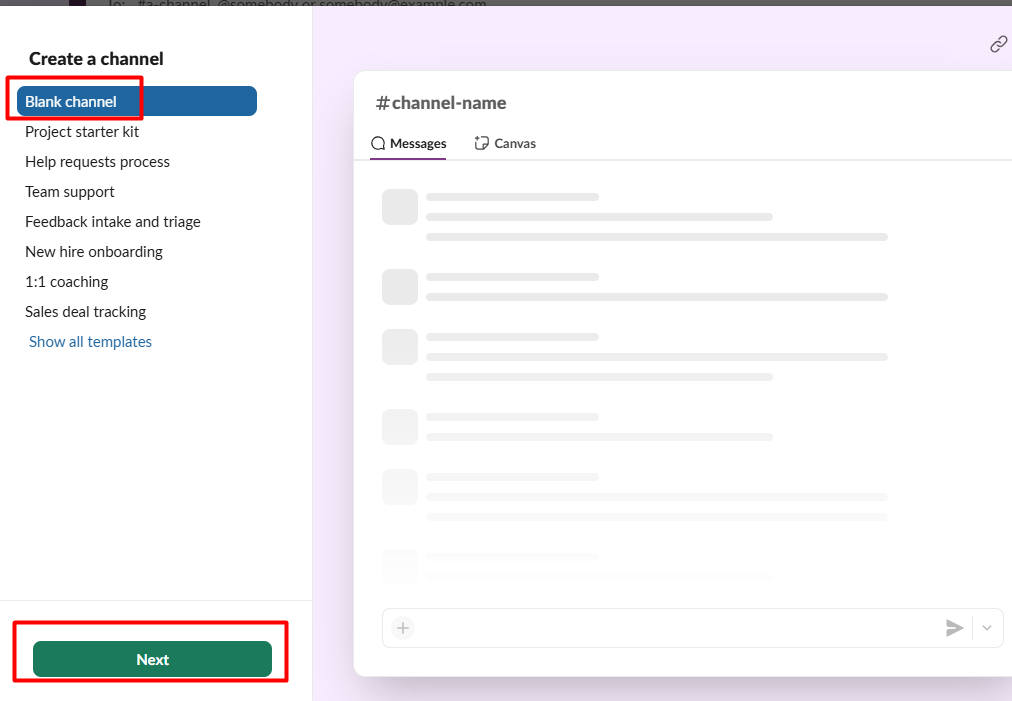 To: #a-channel, @somebody or somebody@example.com
Create a channel
Blank channel
Project starter kit
Help requests process
Team support
Feedback intake and triage
New hire onboarding
1:1 coaching
Sales deal tracking
Show all templates
Next
#channel-name
Messages
Canvas